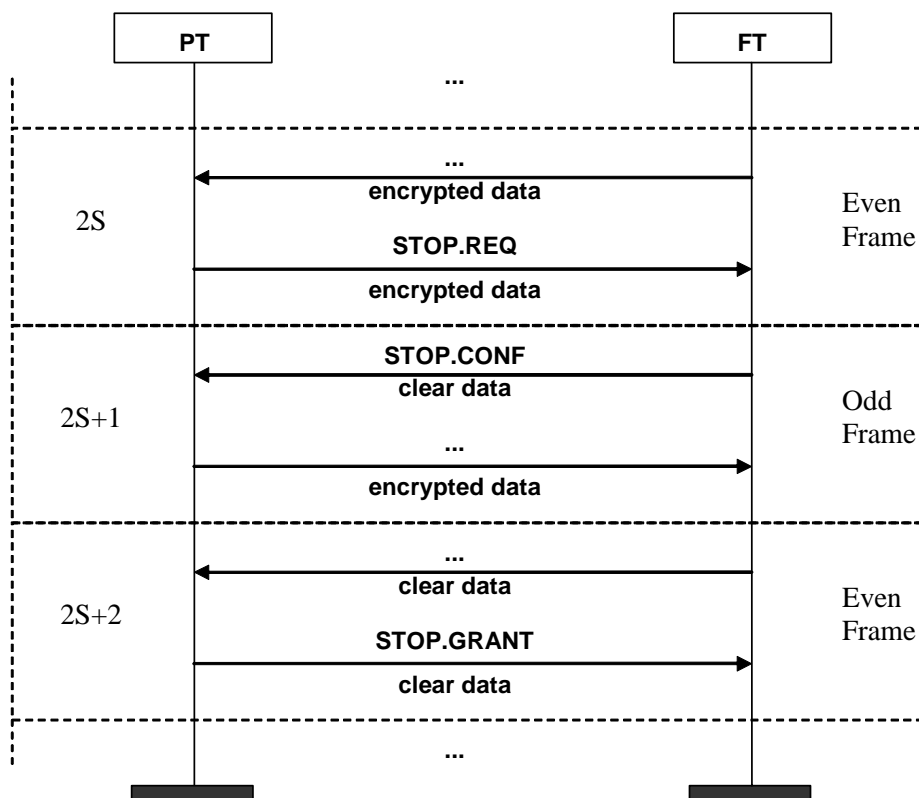 PT
FT
...
...
encrypted data
2S
Even
Frame
STOP.REQ
encrypted data
STOP.CONF
clear data
2S+1
Odd
Frame
...
encrypted data
...
clear data
2S+2
Even
Frame
STOP.GRANT
clear data
...